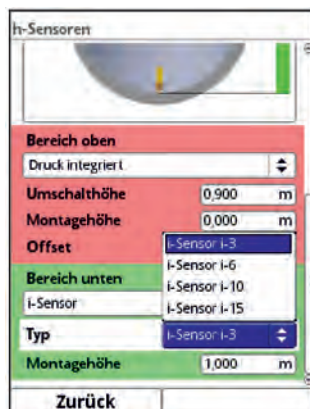 h-Sensoren
Bereich oben
Druck integriert
Umschalthöhe 0,900 m
Montagehöhe 0,000 m
Offset
i-Sensor i-3
i-Sensor i-6
i-Sensor i-10
i-Sensor i-15
Bereich unten
i-Sensor
Typ i-Sensor i-3
Montagehöhe 1,000 m
Zurück